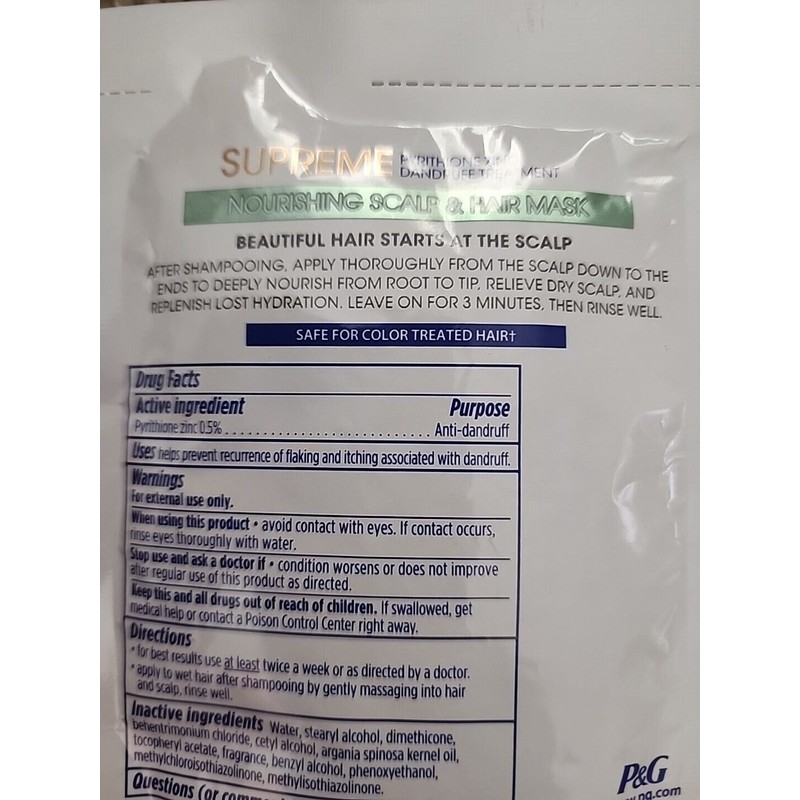 SUPREME PYRITHIONE ZINC
DANDRUFF TREATMENT
NOURISHING SCALP & HAIR MASK
BEAUTIFUL HAIR STARTS AT THE SCALP
AFTER SHAMPOOING, APPLY THOROUGHLY FROM THE SCALP DOWN TO THE
ENDS TO DEEPLY NOURISH FROM ROOT TO TIP, RELIEVE DRY SCALP, AND
REPLENISH LOST HYDRATION. LEAVE ON FOR 3 MINUTES, THEN RINSE WELL.
SAFE FOR COLOR TREATED HAIR†
Drug Facts
Active ingredient Purpose
Pyrithione zinc 0.5% ............................ Anti-dandruff
Uses helps prevent recurrence of flaking and itching associated with dandruff.
Warnings
For external use only.
When using this product • avoid contact with eyes. If contact occurs,
rinse eyes thoroughly with water.
Stop use and ask a doctor if • condition worsens or does not improve
after regular use of this product as directed.
Keep this and all drugs out of reach of children. If swallowed, get
medical help or contact a Poison Control Center right away.
Directions
• for best results use at least twice a week or as directed by a doctor.
• apply to wet hair after shampooing by gently massaging into hair
and scalp, rinse well.
Inactive ingredients Water, stearyl alcohol, dimethicone,
behentrimonium chloride, cetyl alcohol, argania spinosa kernel oil,
tocopheryl acetate, fragrance, benzyl alcohol, phenoxyethanol,
methylchloroisothiazolinone, methylisothiazolinone.
Questions (or
P&G
pg.com